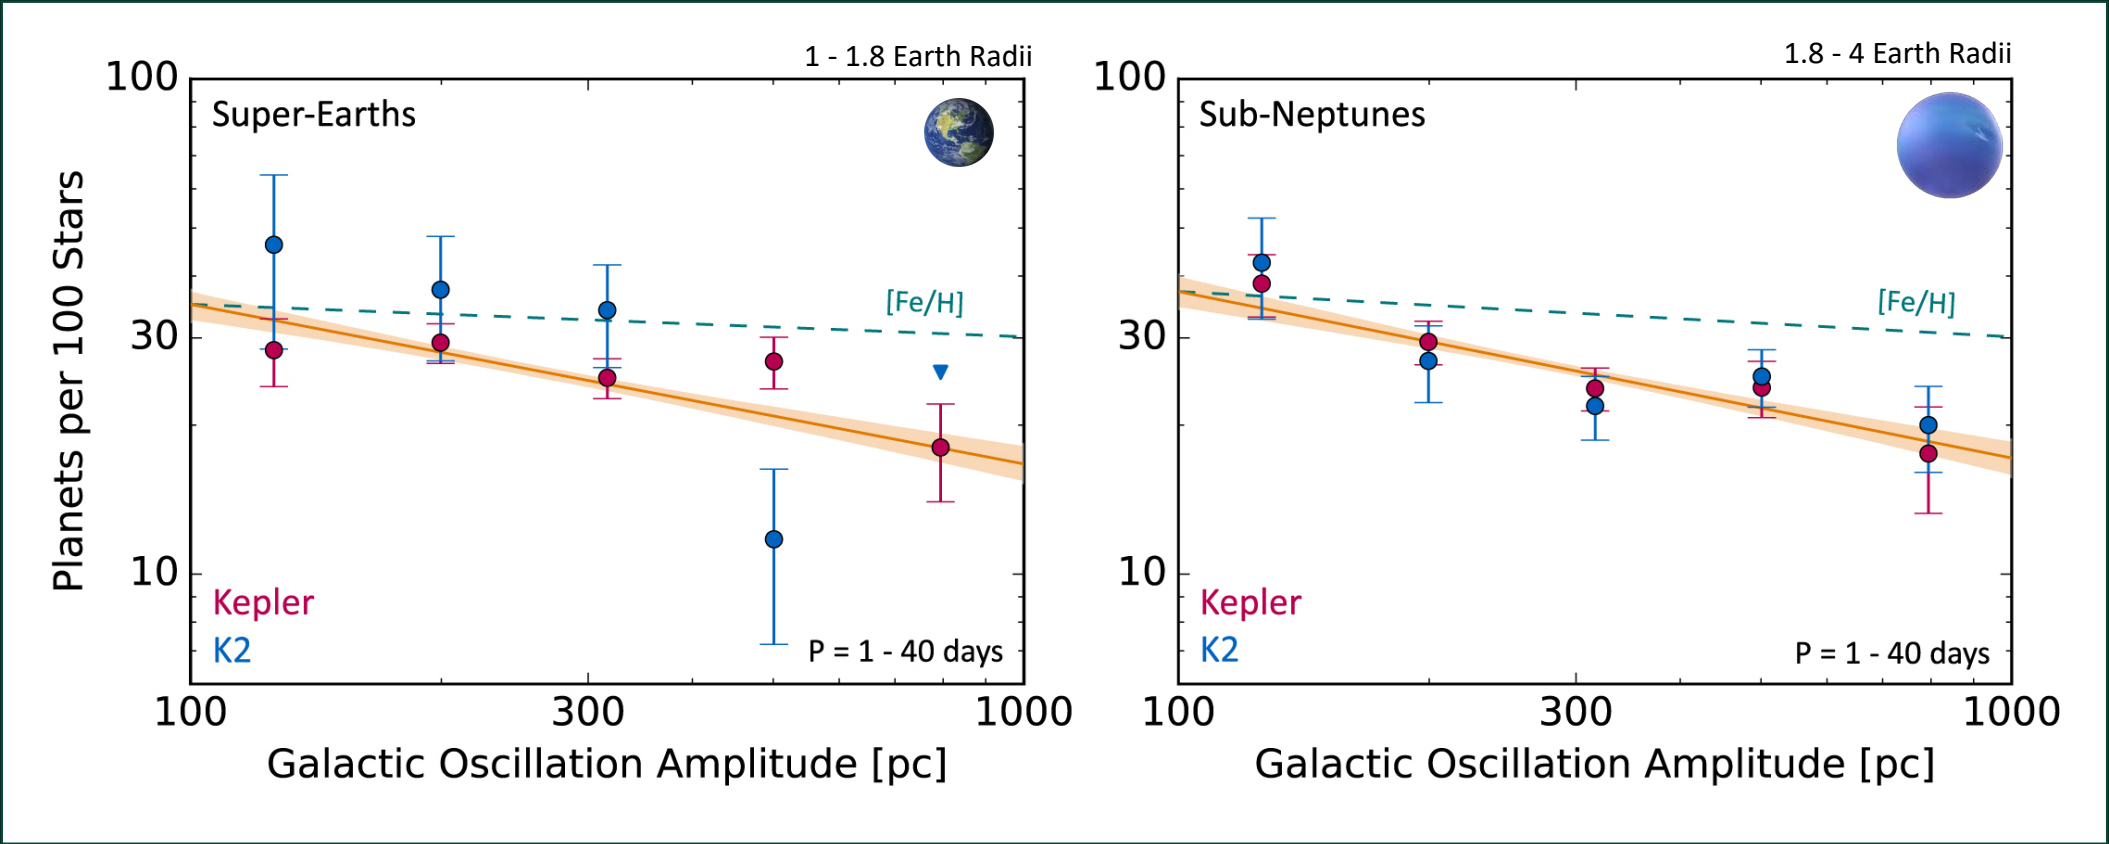 1 - 1.8 Earth Radii
100
Super-Earths
[Fe/H]
30
10
Planets per 100 Stars
Kepler
K2
P = 1 - 40 days
100
300
1000
Galactic Oscillation Amplitude [pc]
1.8 - 4 Earth Radii
100
Sub-Neptunes
[Fe/H]
30
10
Kepler
K2
P = 1 - 40 days
100
300
1000
Galactic Oscillation Amplitude [pc]